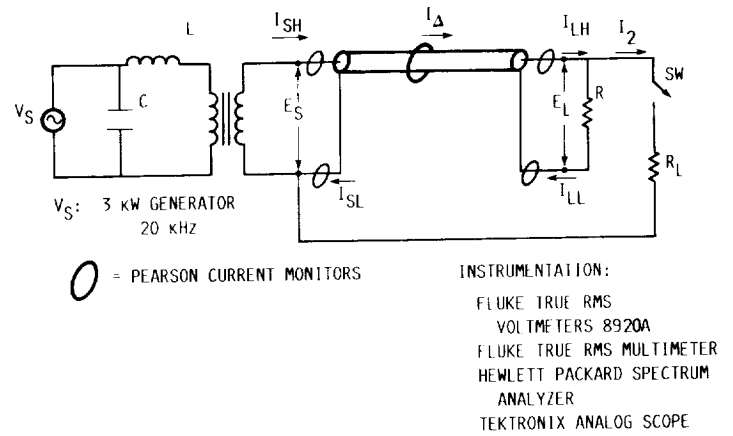 L
I_SH
I_Δ
I_LH
I_2
SW
V_S
C
E_S
E_L
R
R_L
I_SL
I_LL
V_S: 3 KW GENERATOR
20 KHZ
= PEARSON CURRENT MONITORS
INSTRUMENTATION:
FLUKE TRUE RMS
VOLTMETERS 8920A
FLUKE TRUE RMS MULTIMETER
HEWLETT PACKARD SPECTRUM
ANALYZER
TEKTRONIX ANALOG SCOPE